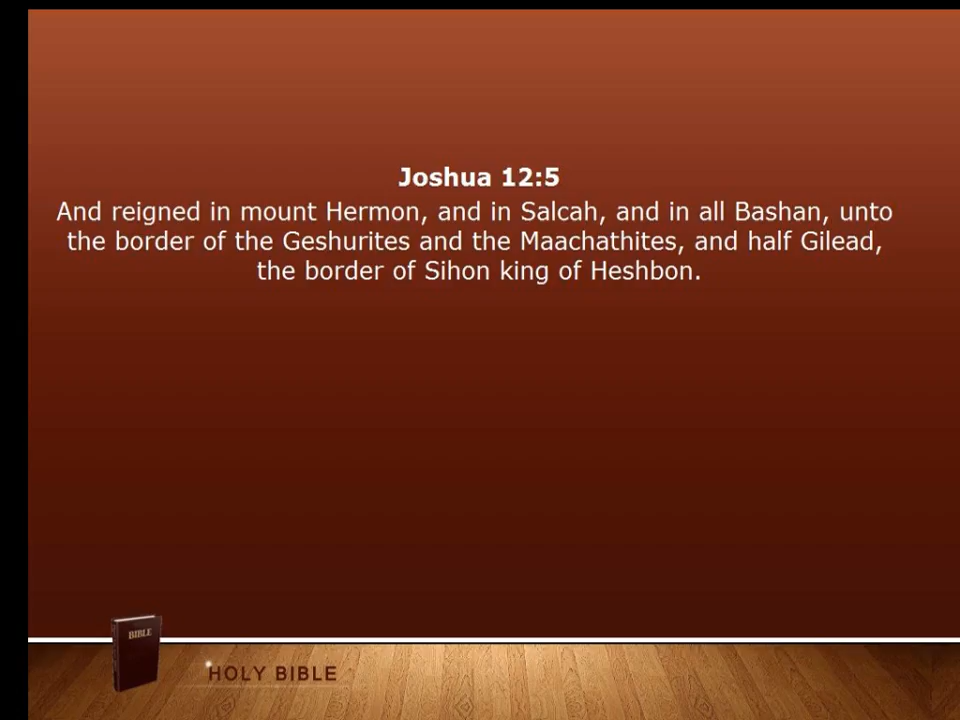 Joshua 12:5
And reigned in mount Hermon, and in Salcah, and in all Bashan, unto
the border of the Geshurites and the Maachathites, and half Gilead,
the border of Sihon king of Heshbon.
BIBLE
HOLY BIBLE